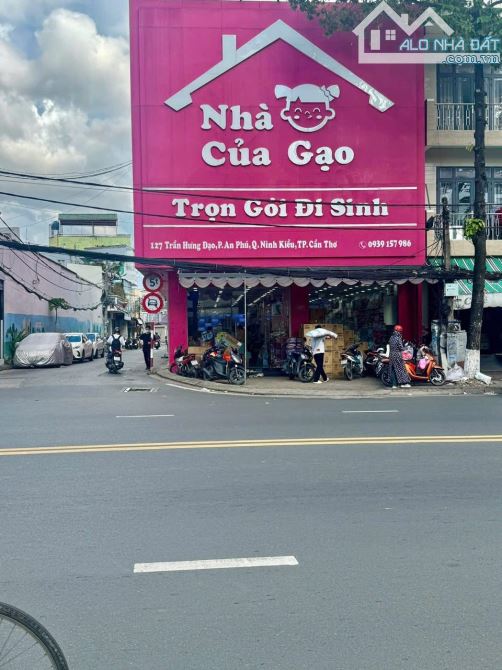 ALO NHÀ ĐẤT
.com.vn
Nhà
Của Gạo
Trọn Gói Đi Sinh
127 Trần Hưng Đạo,P.An Phú,Q.Ninh Kiều,TP.Cần Thơ
0939 157 986
5t